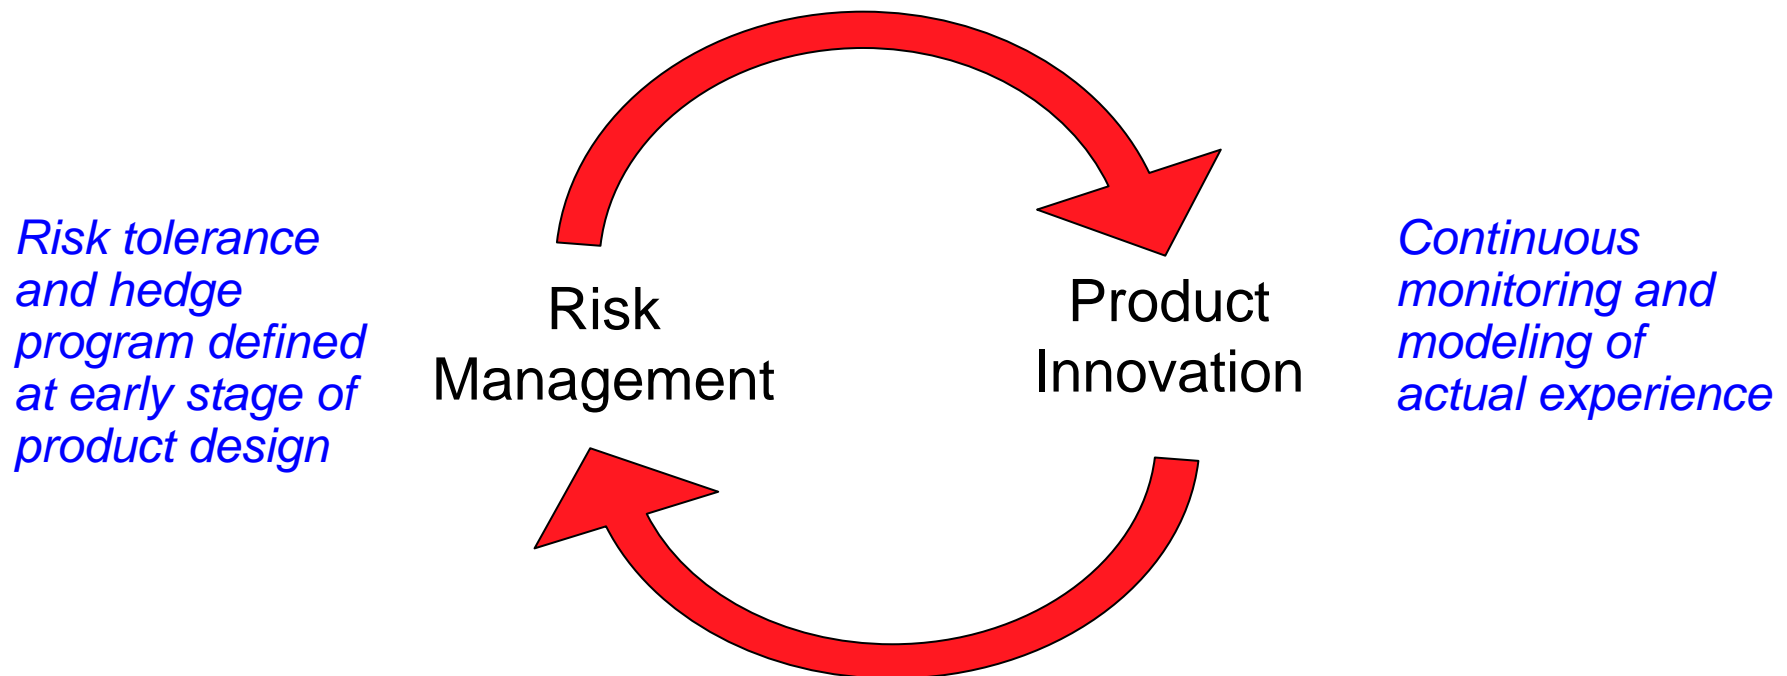 Risk tolerance
and hedge
program defined
at early stage of
product design
Risk
Management
Product
Innovation
Continuous
monitoring and
modeling of
actual experience